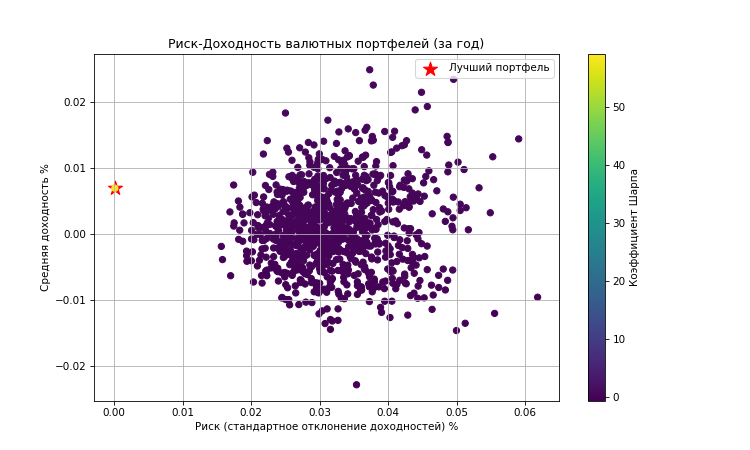 Риск-Доходность валютных портфелей (за год)
Лучший портфель
Средняя доходность %
0.02
0.01
0.00
−0.01
−0.02
0.00 0.01 0.02 0.03 0.04 0.05 0.06
Риск (стандартное отклонение доходностей) %
50
40
30
20
10
0
Коэффициент Шарпа